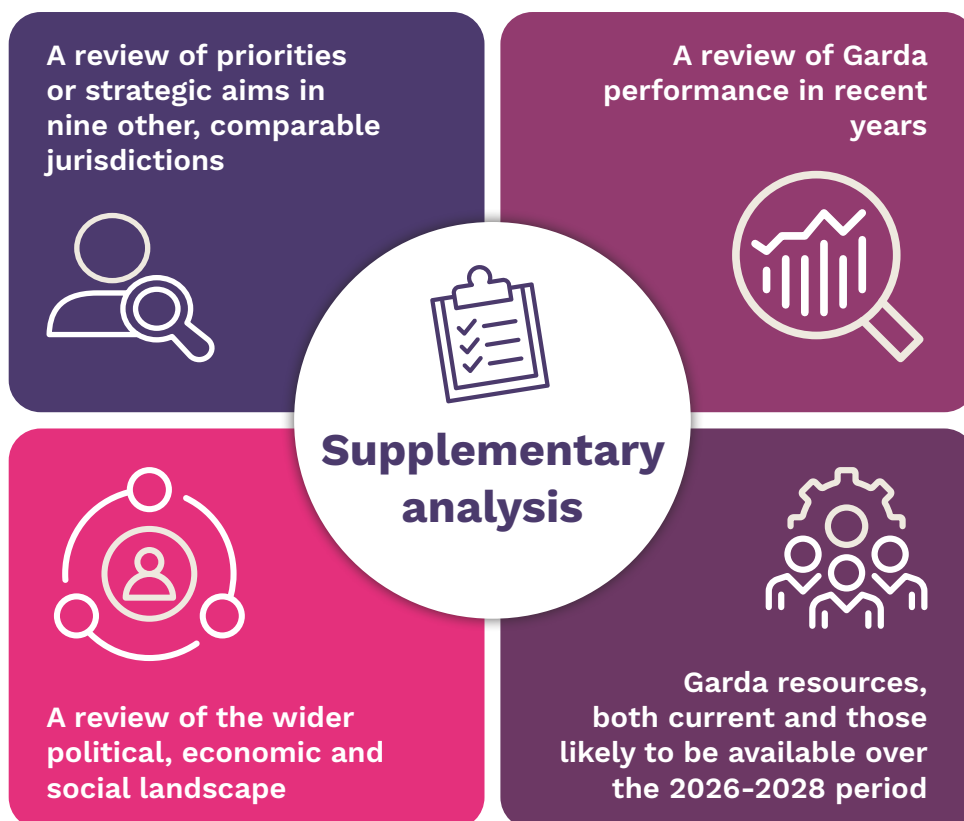 A review of priorities
or strategic aims in
nine other, comparable
jurisdictions
A review of Garda
performance in recent
years
Supplementary
analysis
A review of the wider
political, economic and
social landscape
Garda resources,
both current and those
likely to be available over
the 2026-2028 period